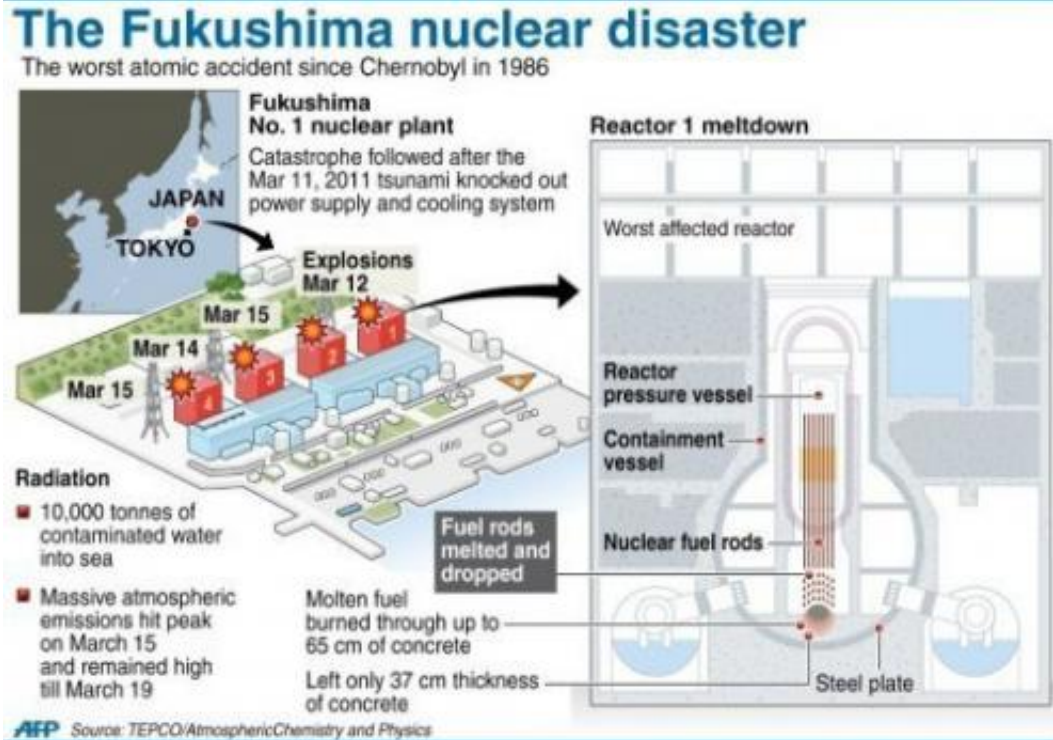 The Fukushima nuclear disaster
The worst atomic accident since Chernobyl in 1986
Fukushima
No. 1 nuclear plant
Catastrophe followed after the
Mar 11, 2011 tsunami knocked out
power supply and cooling system
JAPAN
TOKYO
Explosions
Mar 12
Mar 15
Mar 14
Mar 15
1
2
3
4
Radiation
10,000 tonnes of
contaminated water
into sea
Massive atmospheric
emissions hit peak
on March 15
and remained high
till March 19
Reactor 1 meltdown
Worst affected reactor
Reactor
pressure vessel
Containment
vessel
Nuclear fuel rods
Fuel rods
melted and
dropped
Molten fuel
burned through up to
65 cm of concrete
Left only 37 cm thickness
of concrete
Steel plate
AFP Source: TEPCO/AtmosphericChemistry and Physics